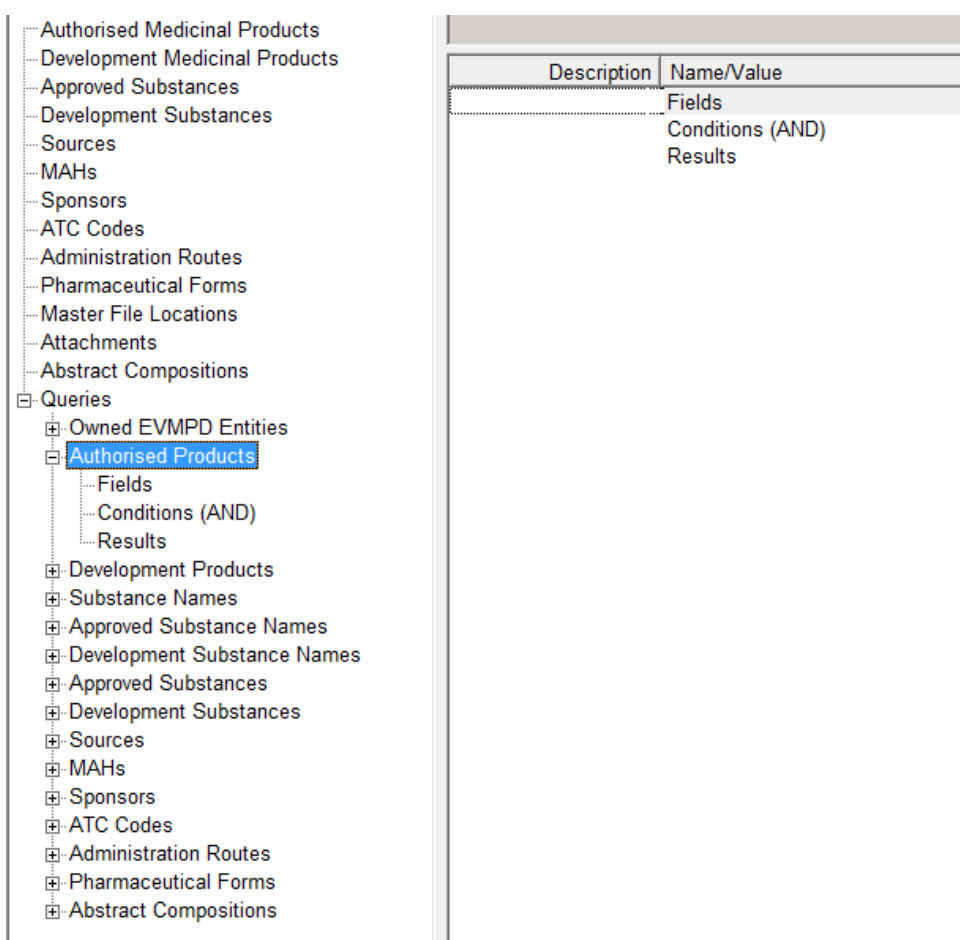 Authorised Medicinal Products
Development Medicinal Products
Approved Substances
Development Substances
Sources
MAHs
Sponsors
ATC Codes
Administration Routes
Pharmaceutical Forms
Master File Locations
Attachments
Abstract Compositions
Queries
Owned EVMPD Entities
Authorised Products
Fields
Conditions (AND)
Results
Development Products
Substance Names
Approved Substance Names
Development Substance Names
Approved Substances
Development Substances
Sources
MAHs
Sponsors
ATC Codes
Administration Routes
Pharmaceutical Forms
Abstract Compositions
Description Name/Value
Fields
Conditions (AND)
Results